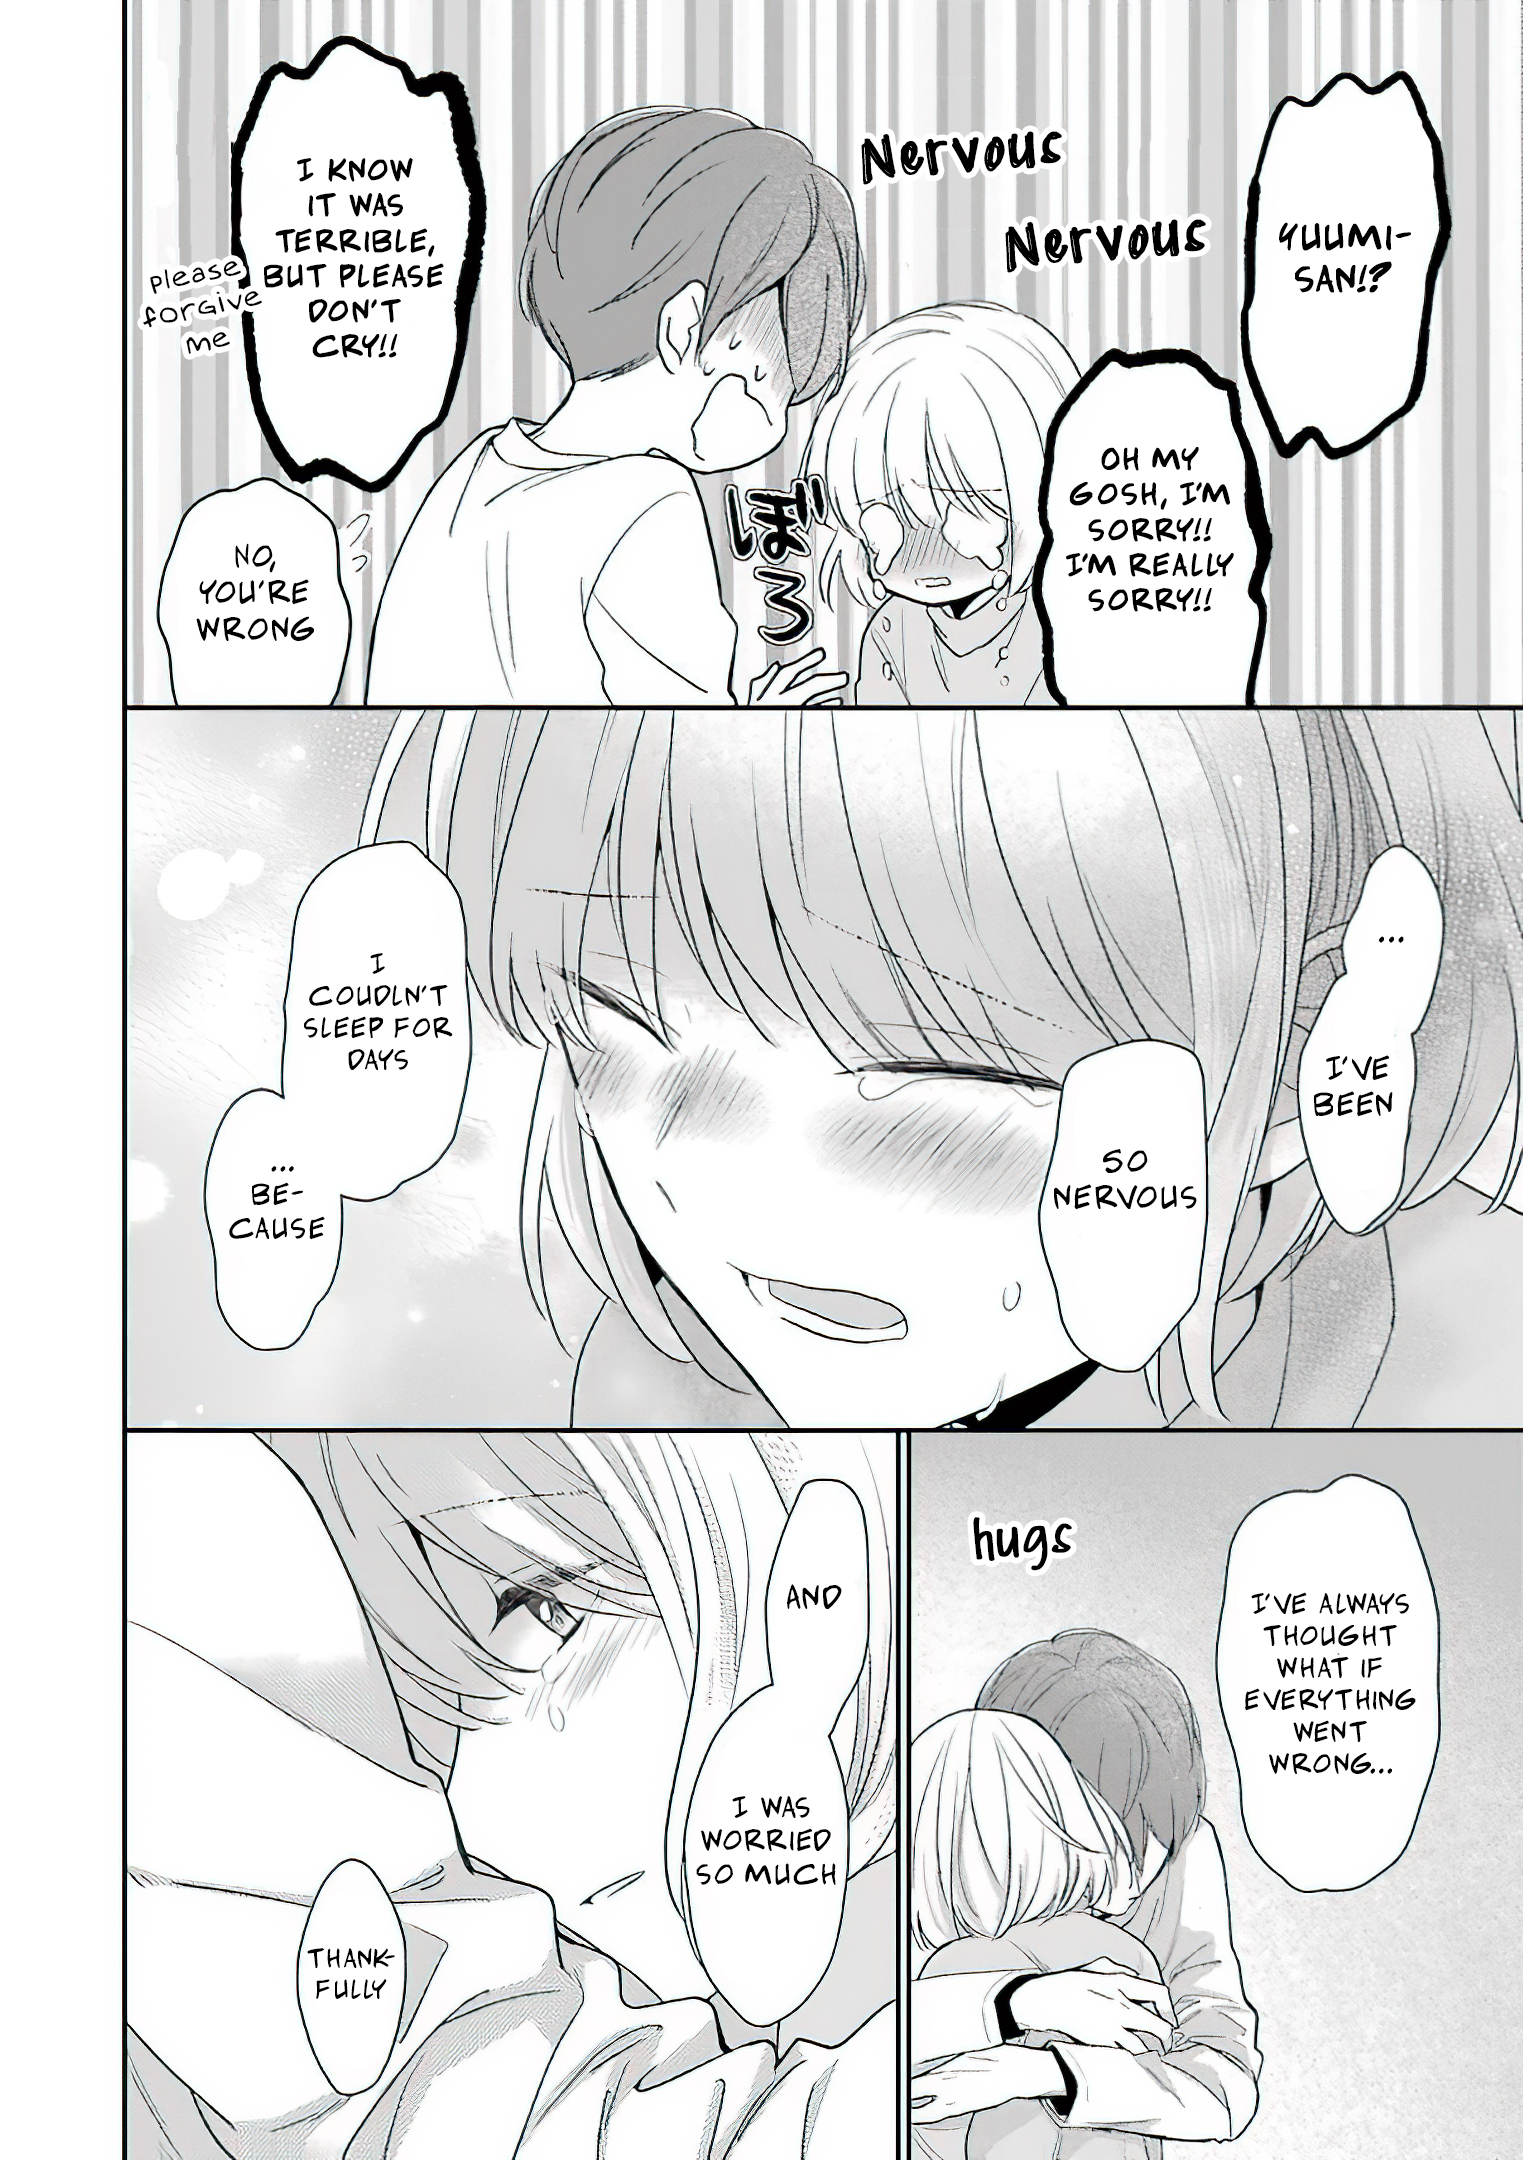 YUUMI-
SAN!?
Nervous
Nervous
OH MY
GOSH, I'M
SORRY!!
I'M REALLY
SORRY!!
ぼろ
I KNOW
IT WAS
TERRIBLE,
BUT PLEASE
DON'T
CRY!!
please
forgive
me
NO,
YOU'RE
WRONG
...
I'VE
BEEN
SO
NERVOUS
I
COUDLN'T
SLEEP FOR
DAYS
...
BE-
CAUSE
I'VE ALWAYS
THOUGHT
WHAT IF
EVERYTHING
WENT
WRONG...
hugs
AND
I WAS
WORRIED
SO MUCH
THANK-
FULLY